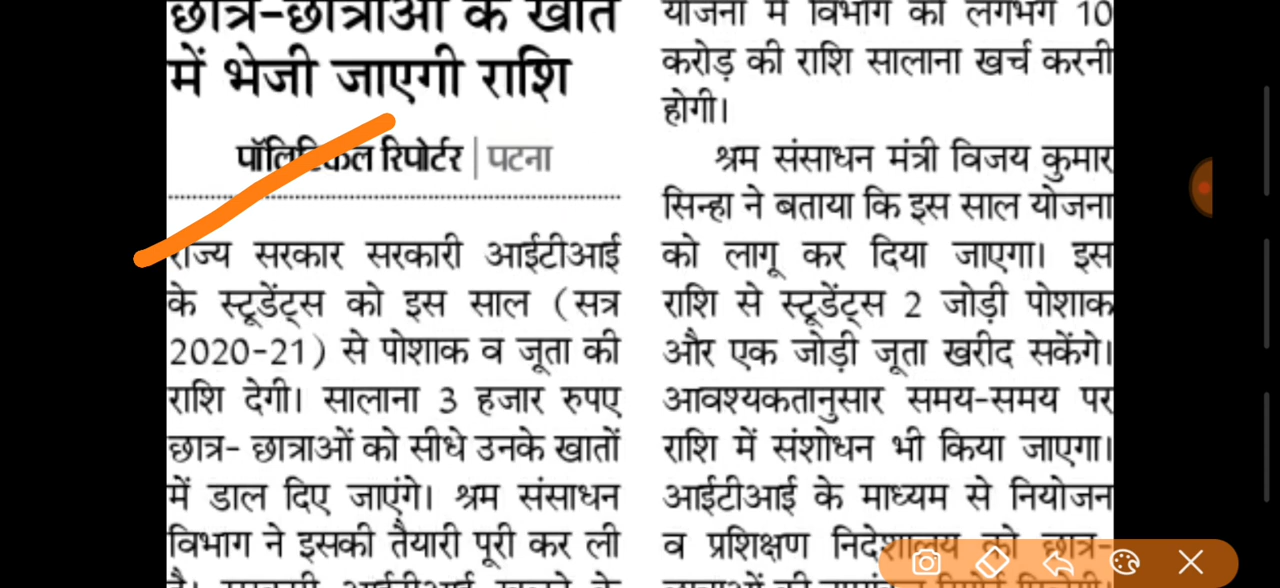 छात्र-छात्राओं के खाते
में भेजी जाएगी राशि
पॉलिटिकल रिपोर्टर | पटना
राज्य सरकार सरकारी आईटीआई
के स्टूडेंट्स को इस साल (सत्र
2020-21) से पोशाक व जूता की
राशि देगी। सालाना 3 हजार रुपए
छात्र- छात्राओं को सीधे उनके खातों
में डाल दिए जाएंगे। श्रम संसाधन
विभाग ने इसकी तैयारी पूरी कर ली
है।
योजना में विभाग को लगभग 10
करोड़ की राशि सालाना खर्च करनी
होगी।
श्रम संसाधन मंत्री विजय कुमार
सिन्हा ने बताया कि इस साल योजना
को लागू कर दिया जाएगा। इस
राशि से स्टूडेंट्स 2 जोड़ी पोशाक
और एक जोड़ी जूता खरीद सकेंगे।
आवश्यकतानुसार समय-समय पर
राशि में संशोधन भी किया जाएगा।
आईटीआई के माध्यम से नियोजन
व प्रशिक्षण निदेशालय को छात्र-